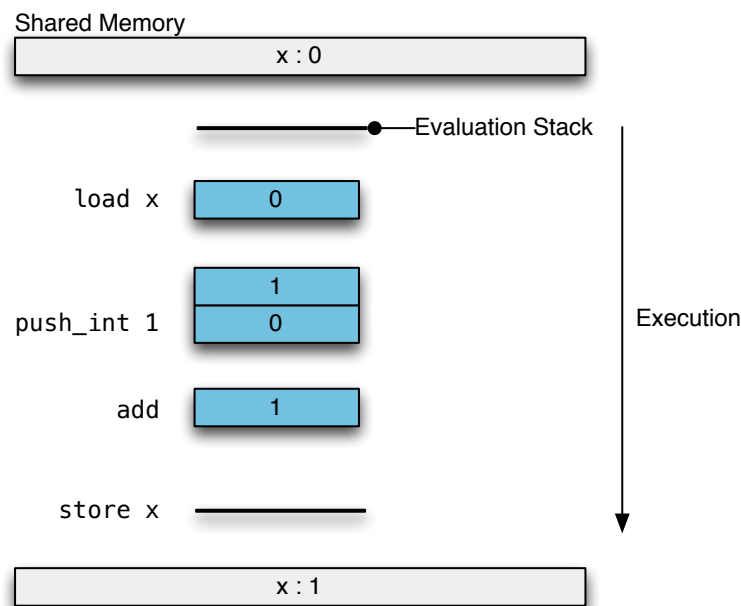 Shared Memory
x : 0
Evaluation Stack
load x
0
1
push_int 1
0
Execution
add
1
store x
x : 1